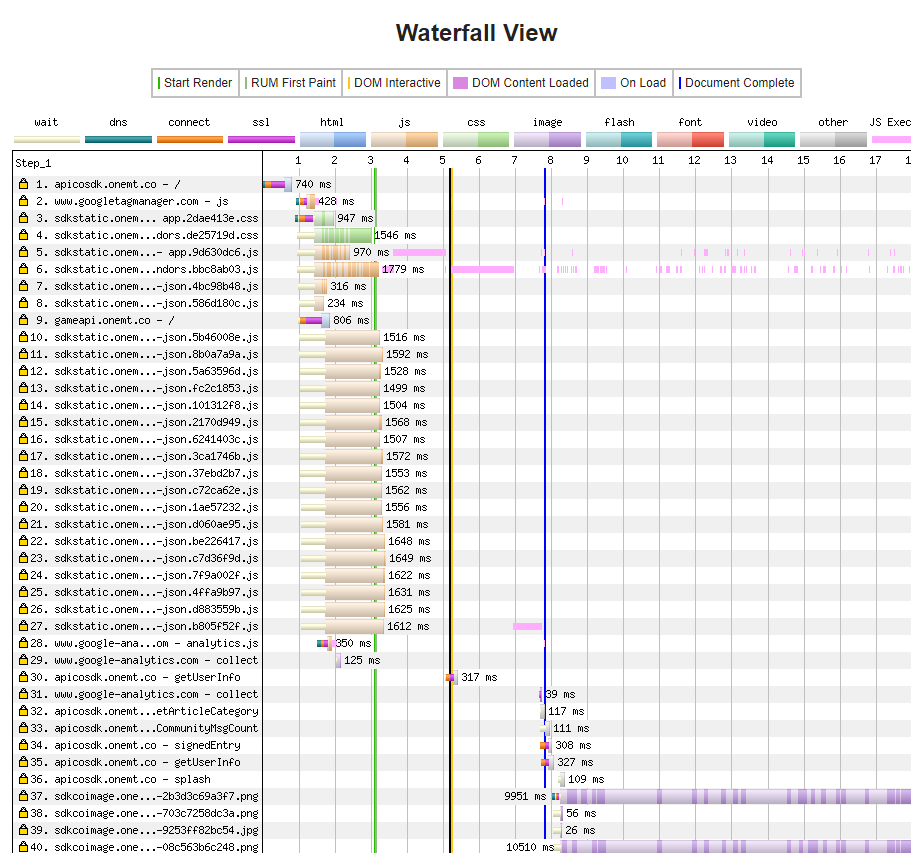 Waterfall View
Start Render RUM First Paint DOM Interactive DOM Content Loaded On Load Document Complete
wait dns connect ssl html js css image flash font video other JS Exec
Step_1 1 2 3 4 5 6 7 8 9 10 11 12 13 14 15 16 17
1. apicosdk.onemt.co - / 740 ms
2. www.googletagmanager.com - js 428 ms
3. sdkstatic.onem... app.2dae413e.css 947 ms
4. sdkstatic.onem...dors.de25719d.css 1546 ms
5. sdkstatic.onem...- app.9d630dc6.js 970 ms
6. sdkstatic.onem...ndors.bbc8ab03.js 1779 ms
7. sdkstatic.onem...-json.4bc98b48.js 316 ms
8. sdkstatic.onem...-json.586d180c.js 234 ms
9. gameapi.onemt.co - / 806 ms
10. sdkstatic.onem...-json.5b46008e.js 1516 ms
11. sdkstatic.onem...-json.8b0a7a9a.js 1592 ms
12. sdkstatic.onem...-json.5a63596d.js 1528 ms
13. sdkstatic.onem...-json.fc2c1853.js 1499 ms
14. sdkstatic.onem...-json.101312f8.js 1504 ms
15. sdkstatic.onem...-json.2170d949.js 1568 ms
16. sdkstatic.onem...-json.6241403c.js 1507 ms
17. sdkstatic.onem...-json.3ca1746b.js 1572 ms
18. sdkstatic.onem...-json.37ebd2b7.js 1553 ms
19. sdkstatic.onem...-json.c72ca62e.js 1562 ms
20. sdkstatic.onem...-json.1ae57232.js 1556 ms
21. sdkstatic.onem...-json.d060ae95.js 1581 ms
22. sdkstatic.onem...-json.be226417.js 1648 ms
23. sdkstatic.onem...-json.c7d36f9d.js 1649 ms
24. sdkstatic.onem...-json.7f9a002f.js 1622 ms
25. sdkstatic.onem...-json.4ffa9b97.js 1631 ms
26. sdkstatic.onem...-json.d883559b.js 1625 ms
27. sdkstatic.onem...-json.b805f52f.js 1612 ms
28. www.google-ana...om - analytics.js 350 ms
29. www.google-analytics.com - collect 125 ms
30. apicosdk.onemt.co - getUserInfo 317 ms
31. www.google-analytics.com - collect 39 ms
32. apicosdk.onemt...etArticleCategory 117 ms
33. apicosdk.onemt...CommunityMsgCount 111 ms
34. apicosdk.onemt.co - signedEntry 308 ms
35. apicosdk.onemt.co - getUserInfo 327 ms
36. apicosdk.onemt.co - splash 109 ms
37. sdkcoimage.one...-2b3d3c69a3f7.png 9951 ms
38. sdkcoimage.one...-703c7258dc3a.png 56 ms
39. sdkcoimage.one...-9253ff82bc54.jpg 26 ms
40. sdkcoimage.one...-08c563b6c248.png 10510 ms